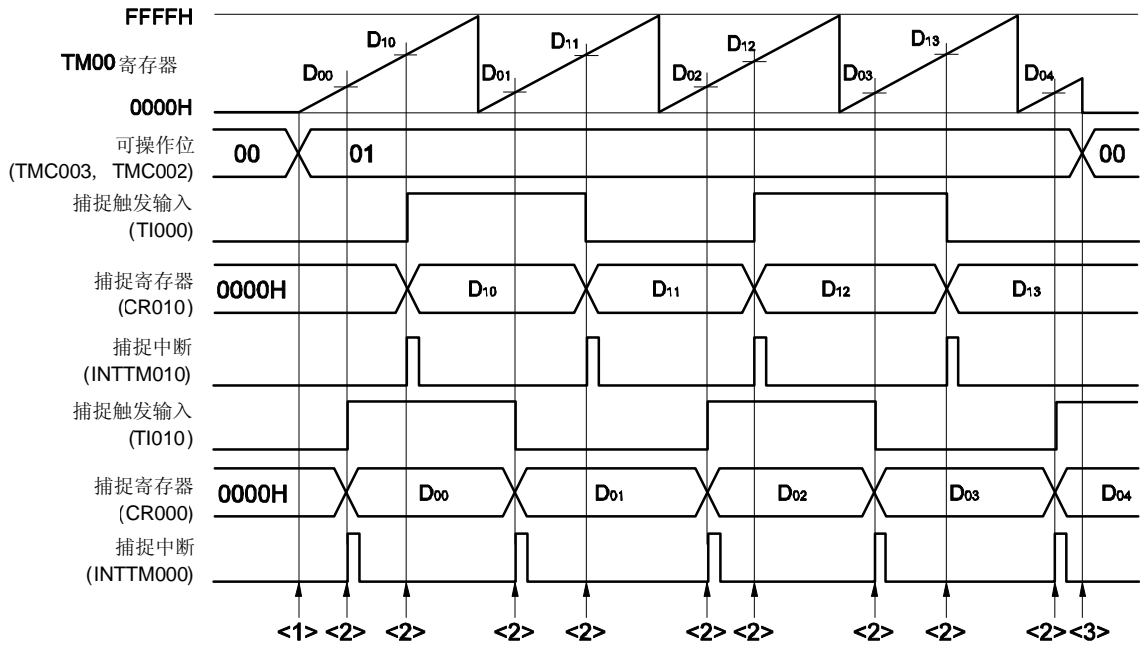 FFFFH
D10 D11 D12 D13
TM00 寄存器
D00 D01 D02 D03 D04
0000H
可操作位
(TMC003, TMC002)
00 01 00
捕捉触发输入
(TI000)
捕捉寄存器
(CR010)
0000H D10 D11 D12 D13
捕捉中断
(INTTM010)
捕捉触发输入
(TI010)
捕捉寄存器
(CR000)
0000H D00 D01 D02 D03 D04
捕捉中断
(INTTM000)
<1> <2> <2> <2> <2> <2> <2> <2> <2> <2> <3>